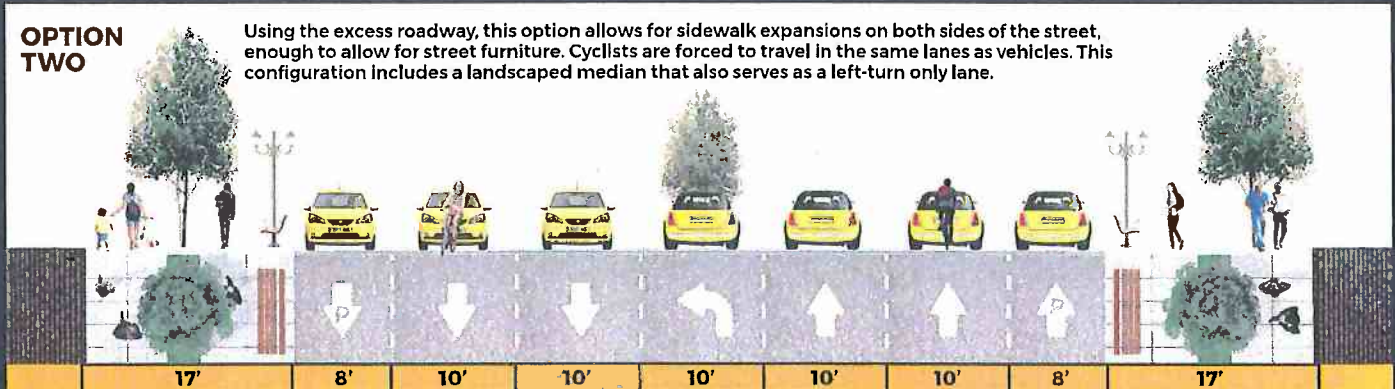 OPTION
TWO
Using the excess roadway, this option allows for sidewalk expansions on both sides of the street,
enough to allow for street furniture. Cyclists are forced to travel in the same lanes as vehicles. This
configuration includes a landscaped median that also serves as a left-turn only lane.
P
P
17' 8' 10' 10' 10' 10' 10' 8' 17'